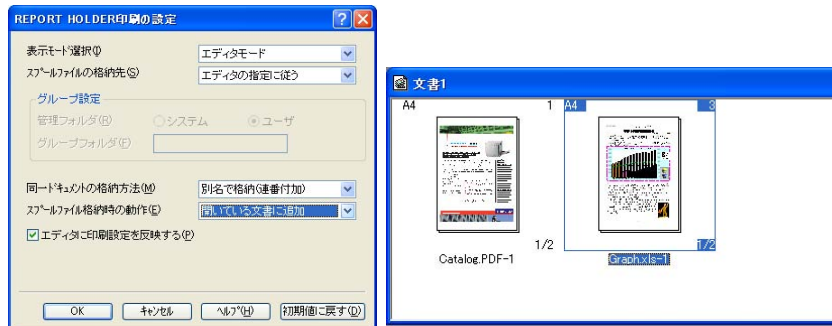 REPORT HOLDER印刷の設定
表示モード選択(I)
エディタモード
スプールファイルの格納先(S)
エディタの指定に従う
グループ設定
管理フォルダ(R)
システム
ユーザ
グループフォルダ(F)
同一ドキュメントの格納方法(M)
別名で格納(連番付加)
スプールファイル格納時の動作(E)
開いている文書に追加
エディタに印刷設定を反映する(P)
OK
キャンセル
ヘルプ(H)
初期値に戻す(D)
文書1
A4
1
A4
3
1/2
1/2
Catalog.PDF-1
Graph.xls-1